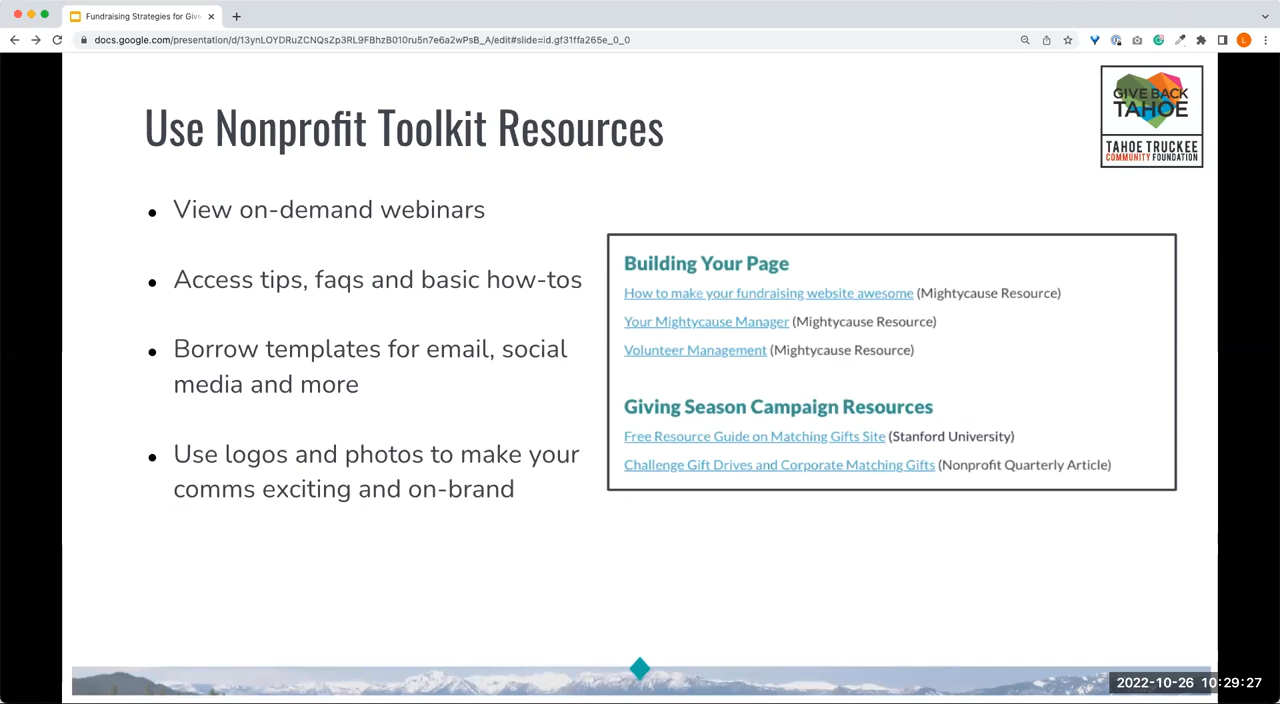 Fundraising Strategies for Giv
docs.google.com/presentation/d/13ynLOYDRuZCNQsZp3RL9FBhzB010ru5n7e6a2wPsB_A/edit#slide=id.gf31ffa265e_0_0
L
GIVE BACK
TAHOE
TAHOE TRUCKEE
COMMUNITY FOUNDATION
Use Nonprofit Toolkit Resources
• View on-demand webinars
• Access tips, faqs and basic how-tos
• Borrow templates for email, social
media and more
• Use logos and photos to make your
comms exciting and on-brand
Building Your Page
How to make your fundraising website awesome (Mightycause Resource)
Your Mightycause Manager (Mightycause Resource)
Volunteer Management (Mightycause Resource)
Giving Season Campaign Resources
Free Resource Guide on Matching Gifts Site (Stanford University)
Challenge Gift Drives and Corporate Matching Gifts (Nonprofit Quarterly Article)
2022-10-26 10:29:27